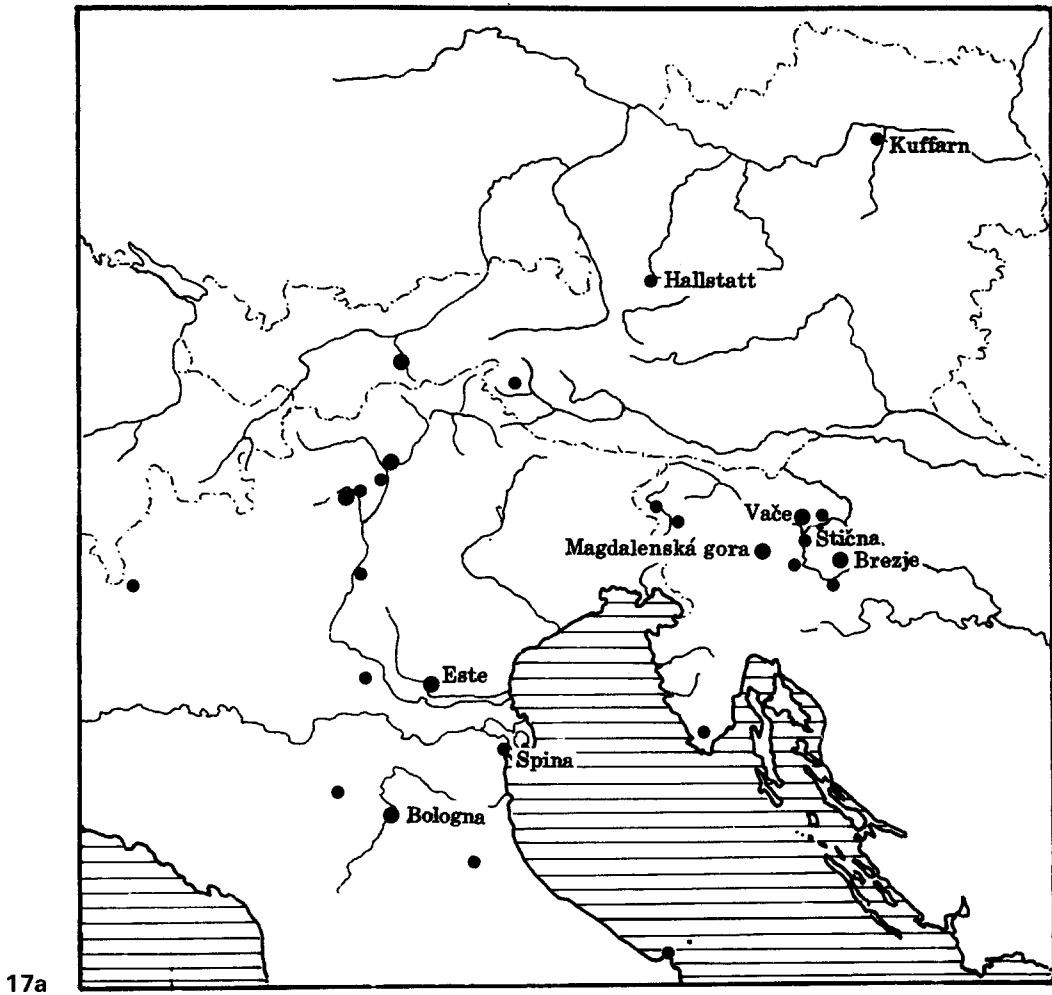 Kuffarn
Hallstatt
Vače
Stična.
Magdalenská gora
Brezje
Este
Spina
Bologna
17a